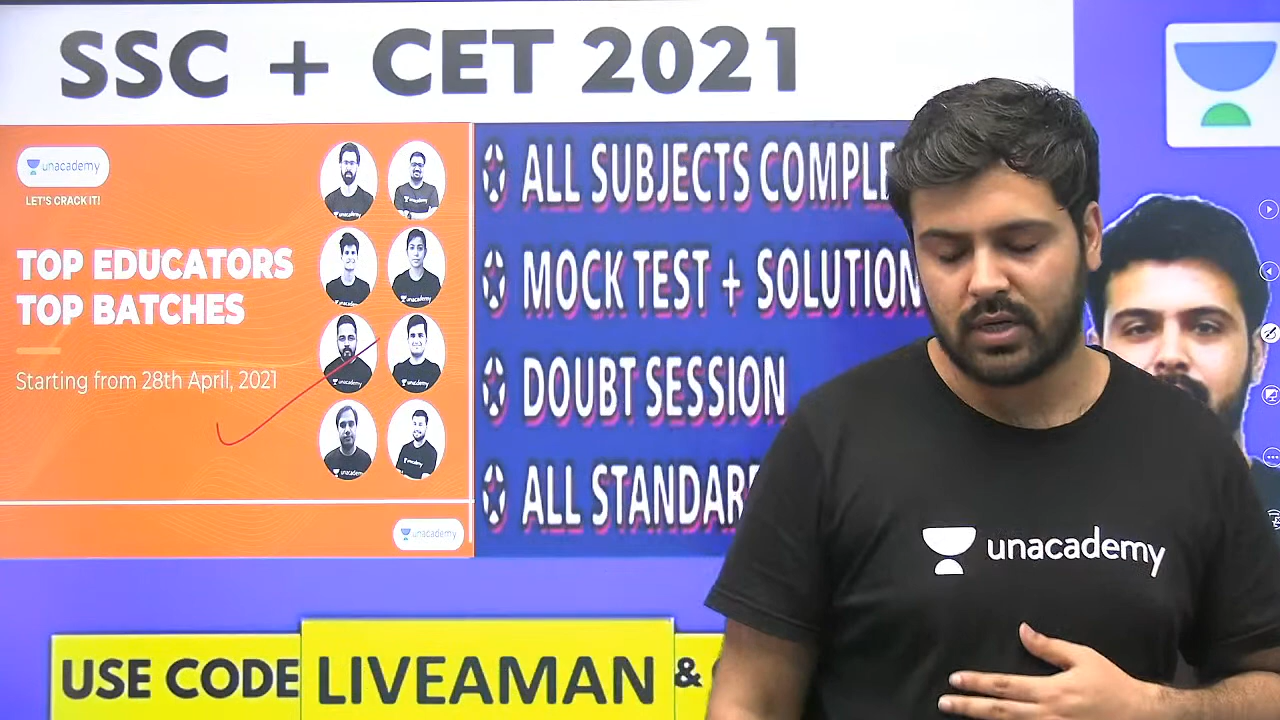 SSC + CET 2021
unacademy
LET'S CRACK IT!
TOP EDUCATORS
TOP BATCHES
Starting from 28th April, 2021
unacademy
ALL SUBJECTS COMPLE
MOCK TEST + SOLUTION
DOUBT SESSION
ALL STANDAR
unacademy
USE CODE LIVEAMAN &